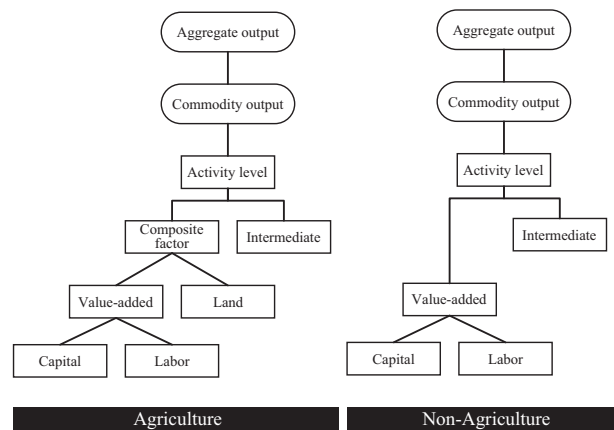 Aggregate output
Commodity output
Activity level
Composite
factor
Intermediate
Value-added
Land
Capital
Labor
Agriculture
Aggregate output
Commodity output
Activity level
Intermediate
Value-added
Capital
Labor
Non-Agriculture